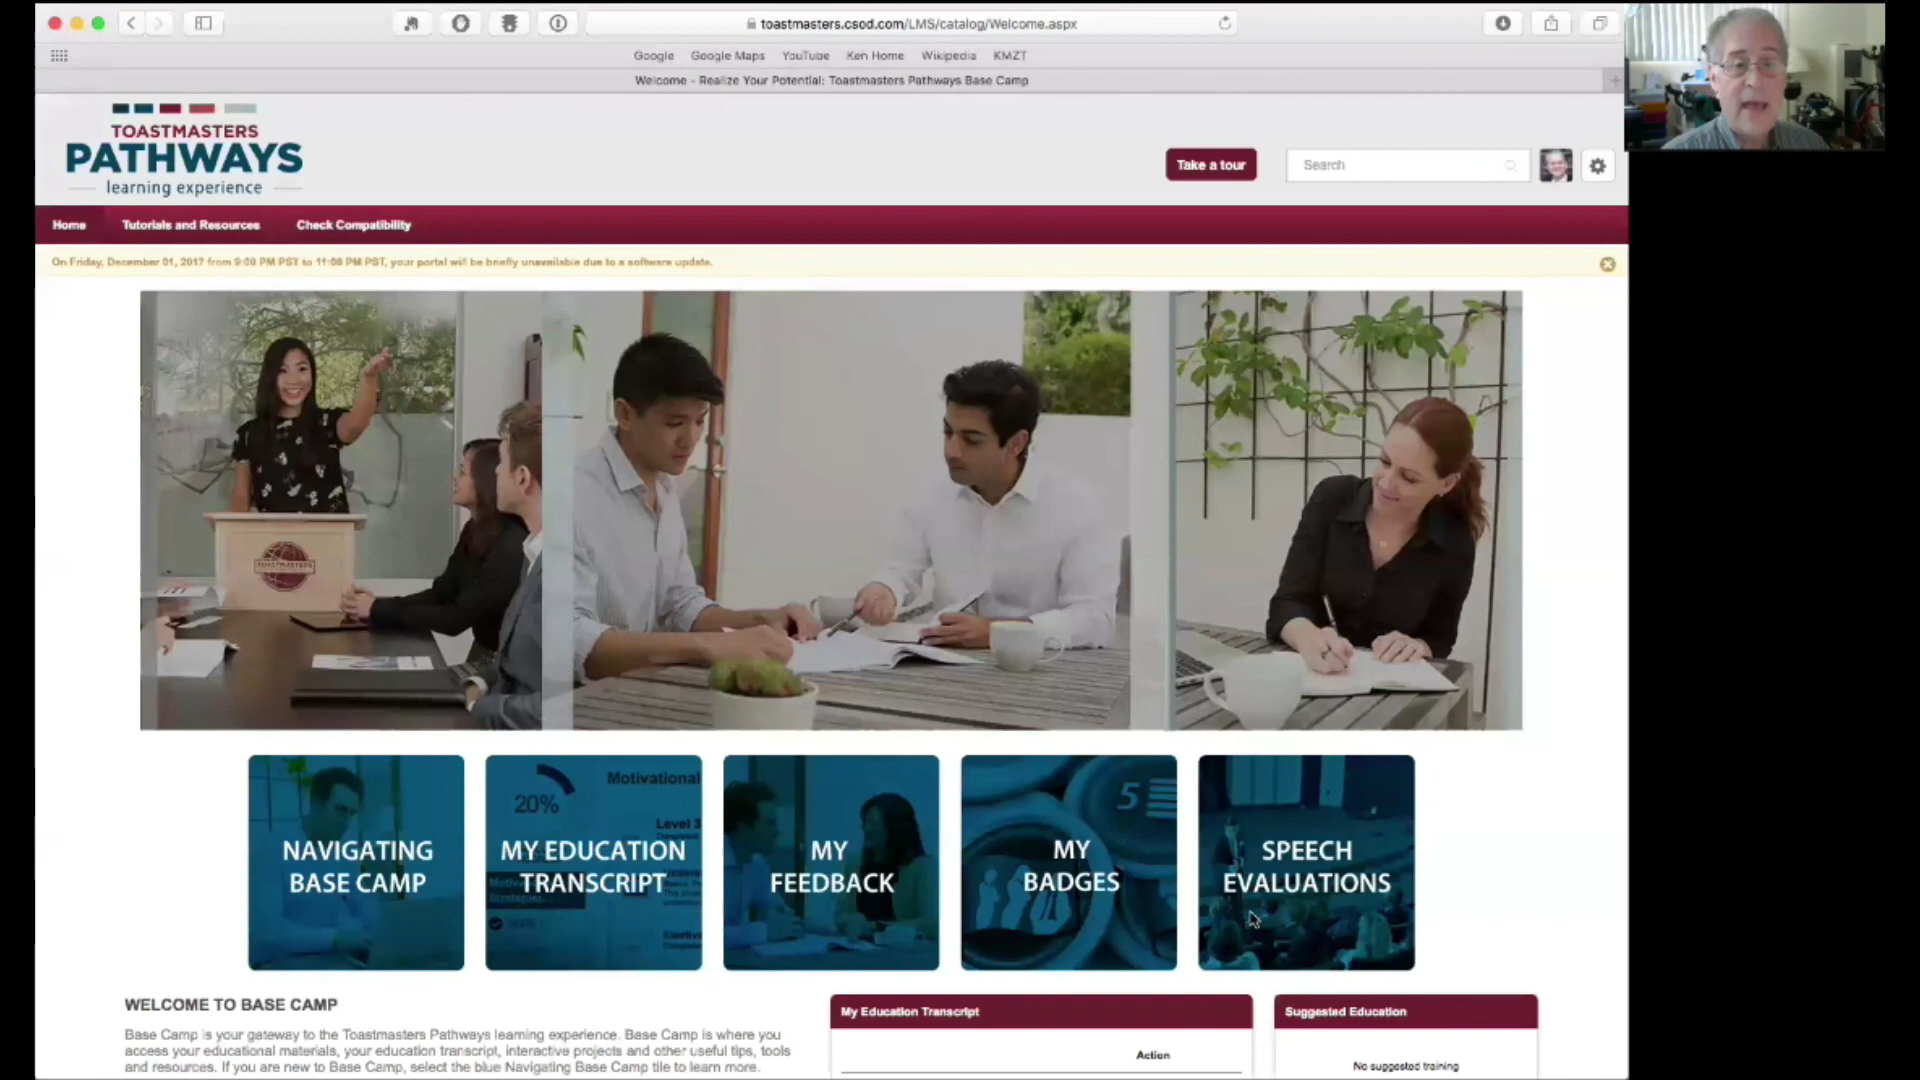 toastmasters.csod.com/LMS/catalog/Welcome.aspx
Google Google Maps YouTube Ken Home Wikipedia KMZT
Welcome - Realize Your Potential: Toastmasters Pathways Base Camp
TOASTMASTERS
PATHWAYS
learning experience
Take a tour
Search
Home Tutorials and Resources Check Compatibility
On Friday, December 01, 2017 from 9:00 PM PST to 11:00 PM PST, your portal will be briefly unavailable due to a software update.
TOASTMASTERS
20%
Motivational
Level 3
5
NAVIGATING
BASE CAMP
MY EDUCATION
TRANSCRIPT
MY
FEEDBACK
MY
BADGES
SPEECH
EVALUATIONS
WELCOME TO BASE CAMP
Base Camp is your gateway to the Toastmasters Pathways learning experience. Base Camp is where you
access your educational materials, your education transcript, interactive projects and other useful tips, tools
and resources. If you are new to Base Camp, select the blue Navigating Base Camp tile to learn more.
My Education Transcript
Action
Suggested Education
No suggested training